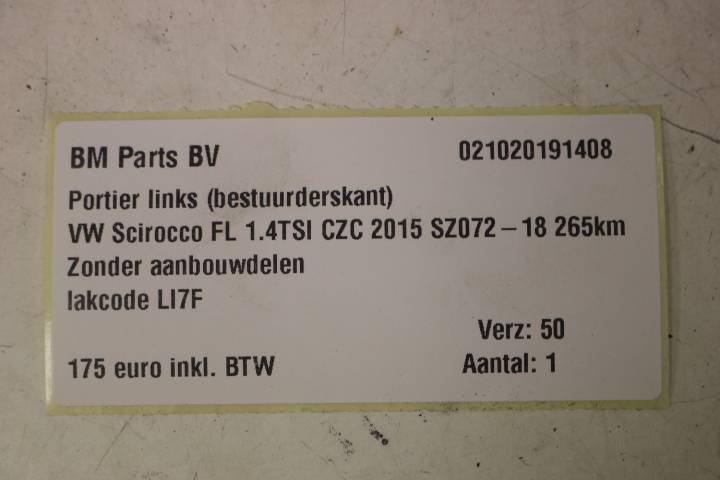 BM Parts BV 021020191408
Portier links (bestuurderskant)
VW Scirocco FL 1.4TSI CZC 2015 SZ072 – 18 265km
Zonder aanbouwdelen
lakcode LI7F
Verz: 50
175 euro inkl. BTW Aantal: 1